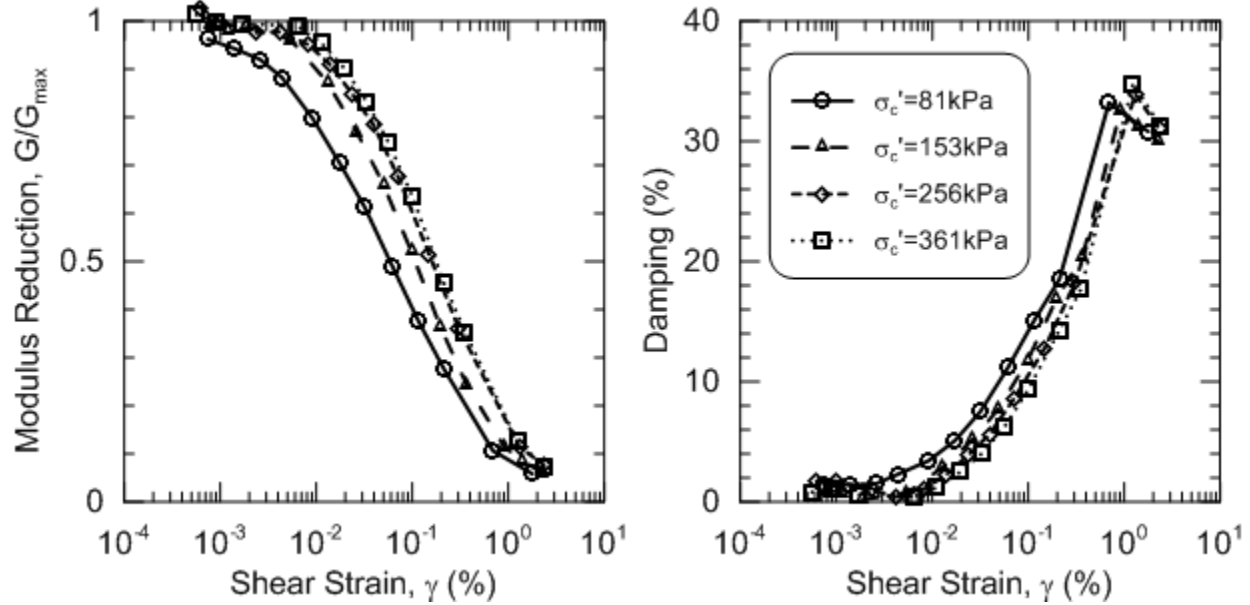 Modulus Reduction, G/Gmax
1
0.5
0
10-4
10-3
10-2
10-1
100
101
Shear Strain, γ (%)
Damping (%)
40
30
20
10
0
σc'=81kPa
σc'=153kPa
σc'=256kPa
σc'=361kPa
10-4
10-3
10-2
10-1
100
101
Shear Strain, γ (%)